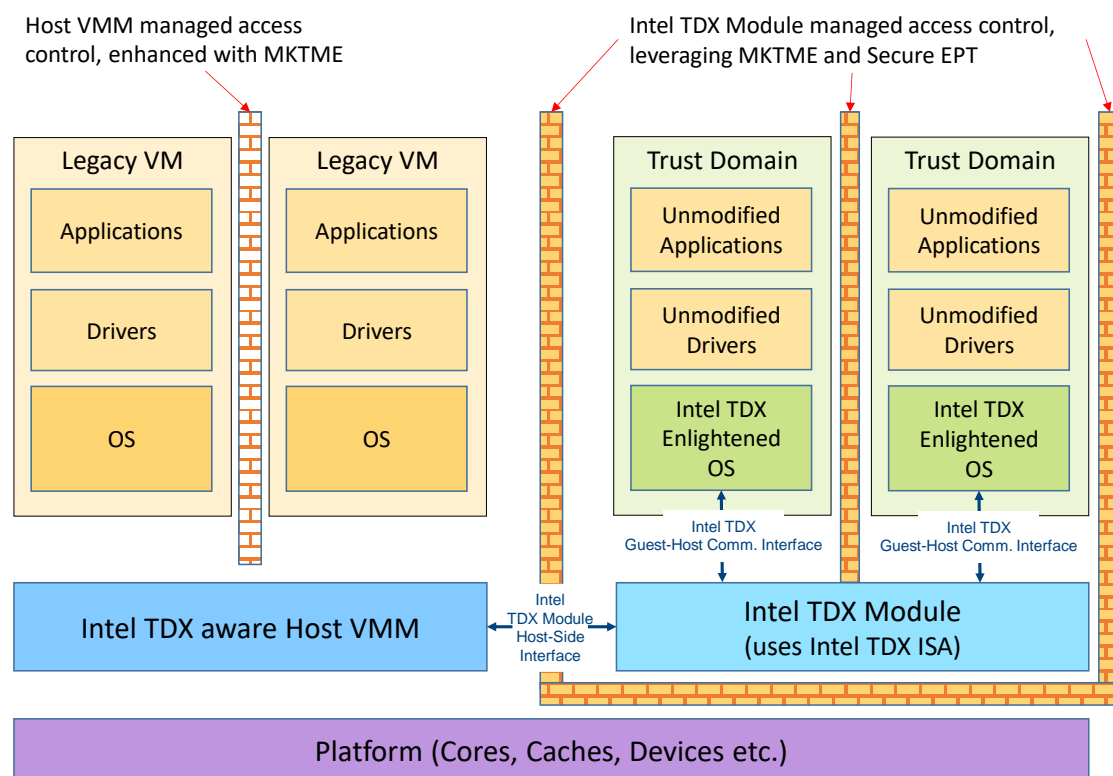 Host VMM managed access
control, enhanced with MKTME
Intel TDX Module managed access control,
leveraging MKTME and Secure EPT
Legacy VM
Applications
Drivers
OS
Legacy VM
Applications
Drivers
OS
Trust Domain
Unmodified
Applications
Unmodified
Drivers
Intel TDX
Enlightened
OS
Trust Domain
Unmodified
Applications
Unmodified
Drivers
Intel TDX
Enlightened
OS
Intel TDX
Guest-Host Comm. Interface
Intel TDX
Guest-Host Comm. Interface
Intel TDX aware Host VMM
Intel
TDX Module
Host-Side
Interface
Intel TDX Module
(uses Intel TDX ISA)
Platform (Cores, Caches, Devices etc.)